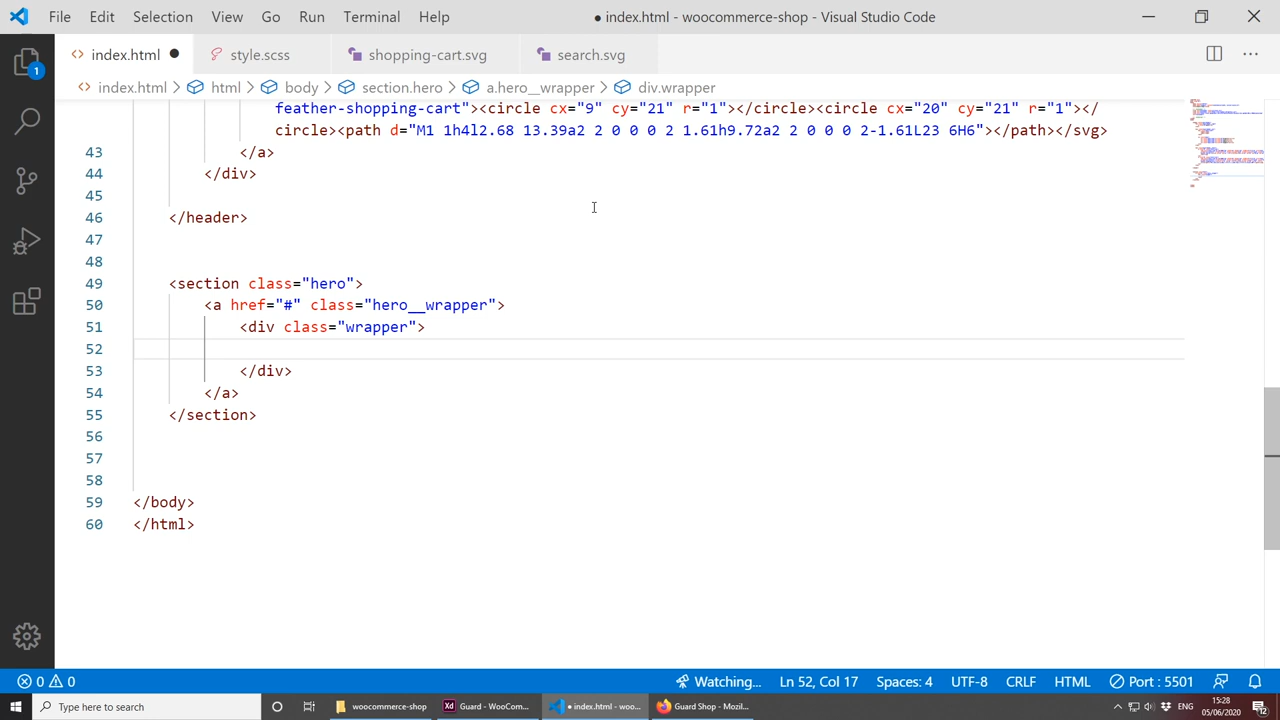 File Edit Selection View Go Run Terminal Help ● index.html - woocommerce-shop - Visual Studio Code
index.html ● style.scss shopping-cart.svg search.svg
index.html > html > body > section.hero > a.hero__wrapper > div.wrapper
feather-shopping-cart"><circle cx="9" cy="21" r="1"></circle><circle cx="20" cy="21" r="1"></
circle><path d="M1 1h4l2.68 13.39a2 2 0 0 0 2 1.61h9.72a2 2 0 0 0 2-1.61L23 6H6"></path></svg>
43 </a>
44 </div>
45
46 </header>
47
48
49 <section class="hero">
50 <a href="#" class="hero__wrapper">
51 <div class="wrapper">
52
53 </div>
54 </a>
55 </section>
56
57
58
59 </body>
60 </html>
1
0 0 Watching... Ln 52, Col 17 Spaces: 4 UTF-8 CRLF HTML Port : 5501
Type here to search woocommerce-shop Guard - WooCom... ● index.html - woo... Guard Shop - Mozil... ENG 15:28
05/06/2020 12